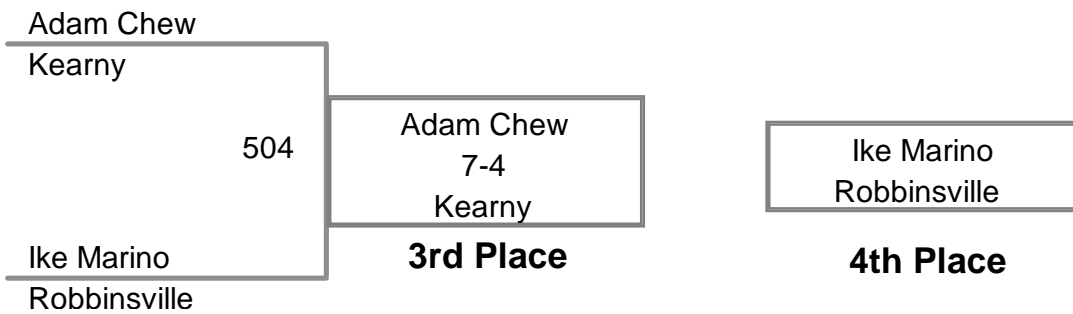 Adam Chew
Kearny
504
Adam Chew
7-4
Kearny
3rd Place
Ike Marino
Robbinsville
Ike Marino
Robbinsville
4th Place